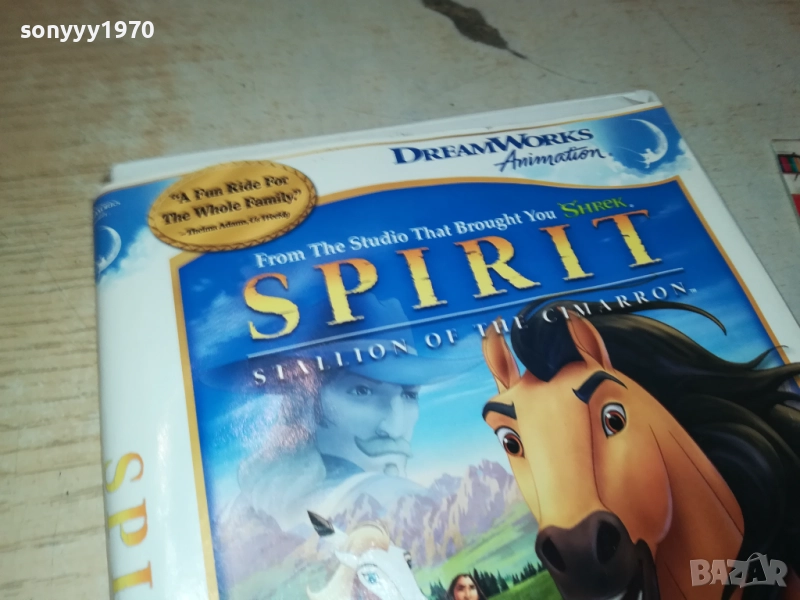 sonyyy1970
DREAMWORKS
Animation
"A Fun Ride For
The Whole Family."
From The Studio That Brought You SHREK.
SPIRIT
STALLION OF THE CIMARRON™
SPI
BAZAR